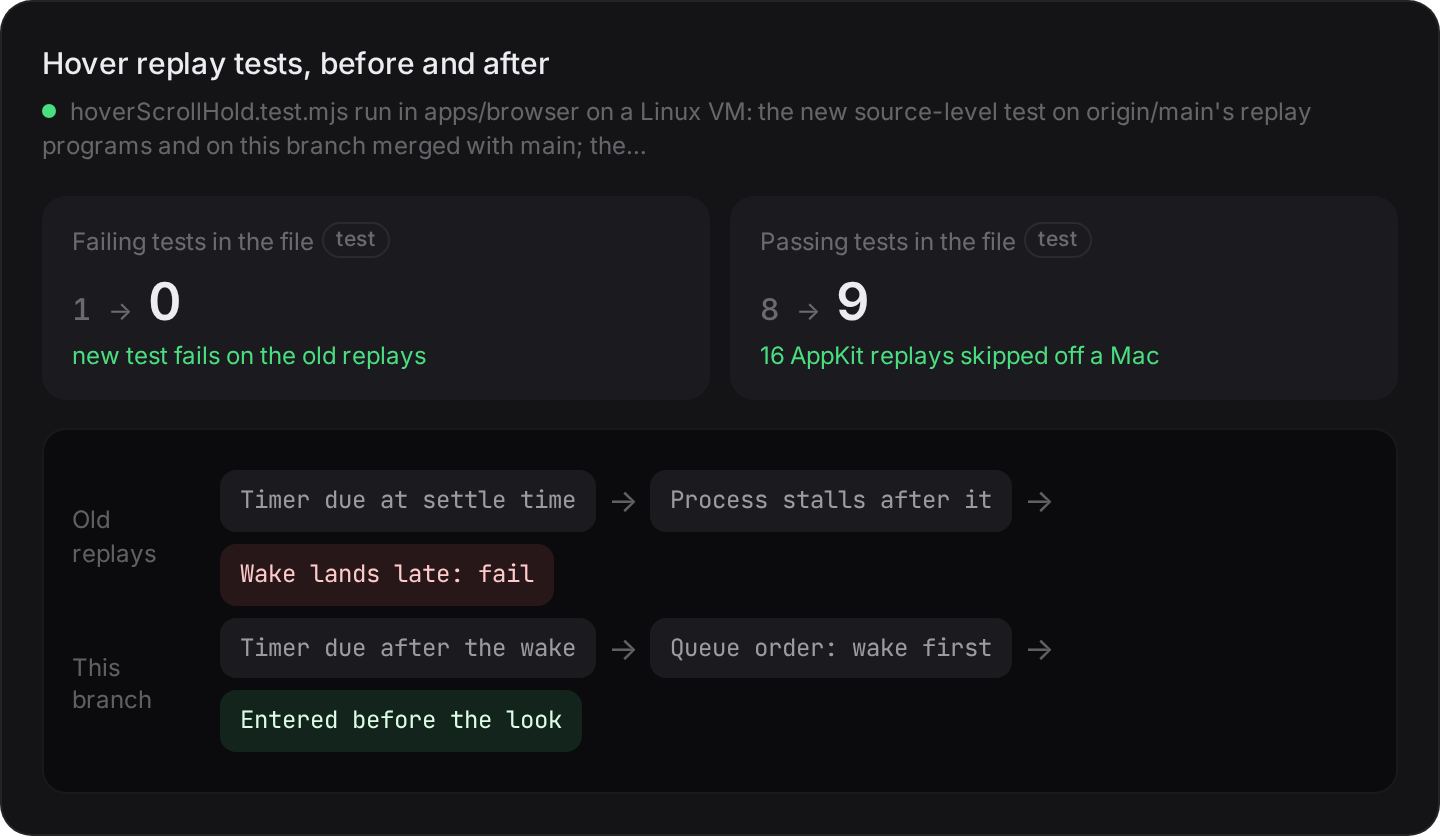 Hover replay tests, before and after
hoverScrollHold.test.mjs run in apps/browser on a Linux VM: the new source-level test on origin/main's replay
programs and on this branch merged with main; the...
Failing tests in the file test
1 → 0
new test fails on the old replays
Passing tests in the file test
8 → 9
16 AppKit replays skipped off a Mac
Old
replays
Timer due at settle time → Process stalls after it →
Wake lands late: fail
This
branch
Timer due after the wake → Queue order: wake first →
Entered before the look